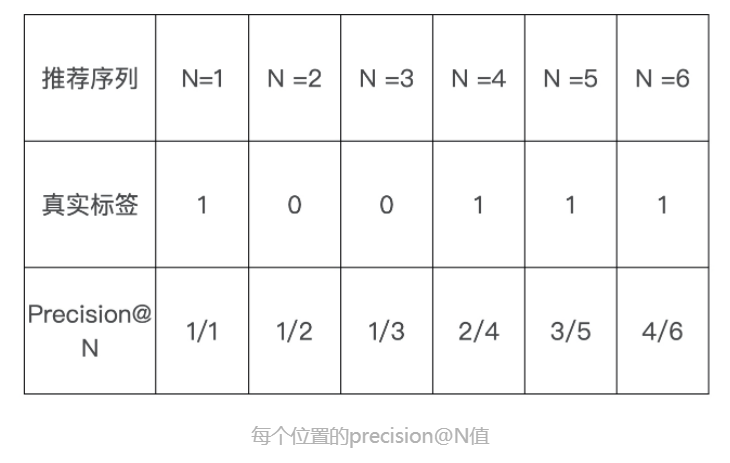 推荐序列 N=1 N =2 N =3 N =4 N =5 N =6
真实标签 1 0 0 1 1 1
Precision@
N 1/1 1/2 1/3 2/4 3/5 4/6
每个位置的precision@N值